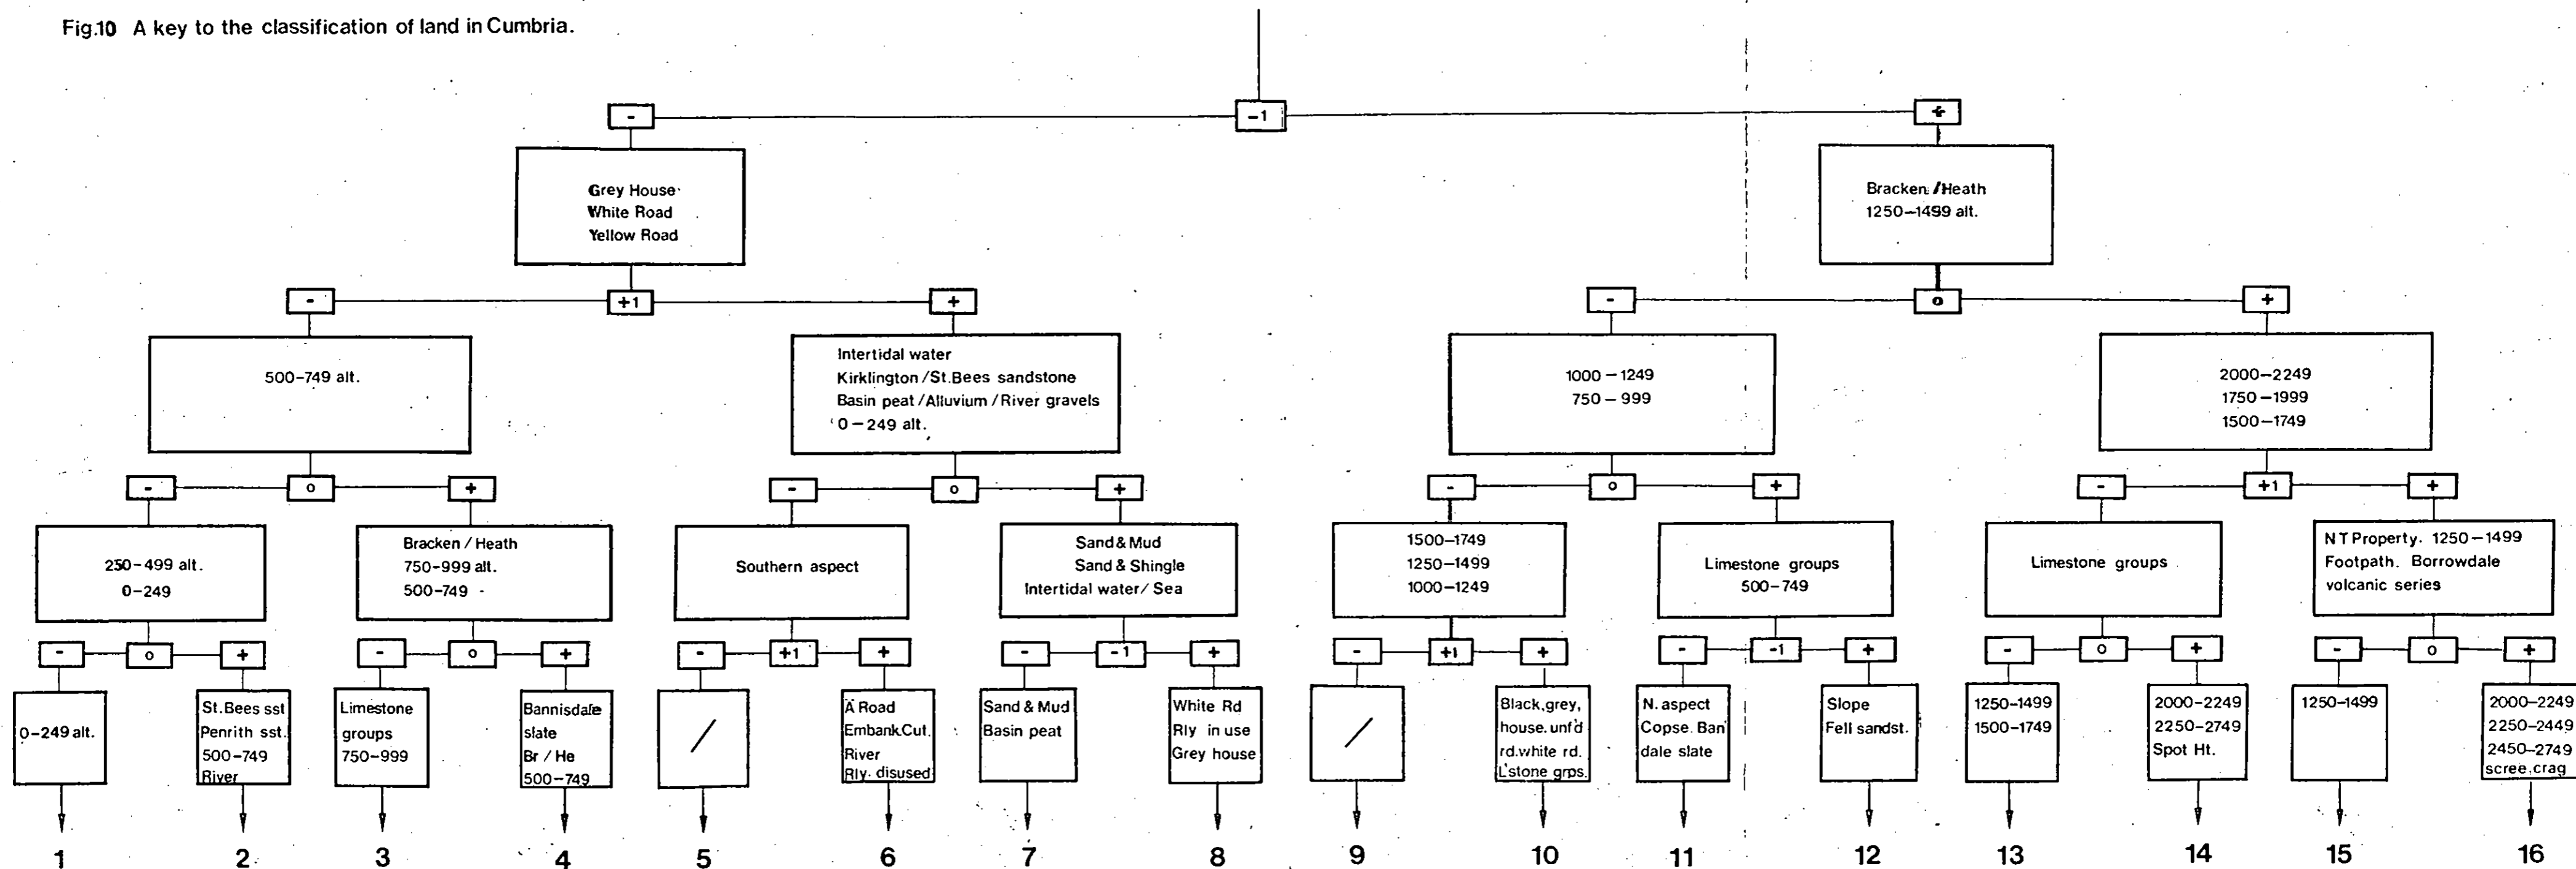 Fig.10 A key to the classification of land in Cumbria.
-
-1
+
Grey House
White Road
Yellow Road
Bracken/Heath
1250-1499 alt.
-
+1
+
-
o
+
500-749 alt.
Intertidal water
Kirklington/St.Bees sandstone
Basin peat/Alluvium/River gravels
0-249 alt.
1000-1249
750-999
2000-2249
1750-1999
1500-1749
-
o
+
-
o
+
-
o
+
-
+1
+
250-499 alt.
0-249
Bracken / Heath
750-999 alt.
500-749
Southern aspect
Sand & Mud
Sand & Shingle
Intertidal water/ Sea
1500-1749
1250-1499
1000-1249
Limestone groups
500-749
Limestone groups
NT Property. 1250-1499
Footpath. Borrowdale
volcanic series
-
o
+
-
o
+
-
+1
+
-
-1
+
-
+1
+
-
-1
+
-
o
+
-
o
+
0-249 alt.
St.Bees sst
Penrith sst.
500-749
River
Limestone
groups
750-999
Bannisdale
slate
Br / He
500-749
/
A Road
Embank.Cut.
River
Rly. disused
Sand & Mud
Basin peat
White Rd
Rly in use
Grey house
/
Black,grey,
house.unf'd
rd.white rd.
L'stone grps.
N. aspect
Copse. Ban
dale slate
Slope
Fell sandst.
1250-1499
1500-1749
2000-2249
2250-2749
Spot Ht.
1250-1499
2000-2249
2250-2449
2450-2749
scree,crag
1
2
3
4
5
6
7
8
9
10
11
12
13
14
15
16